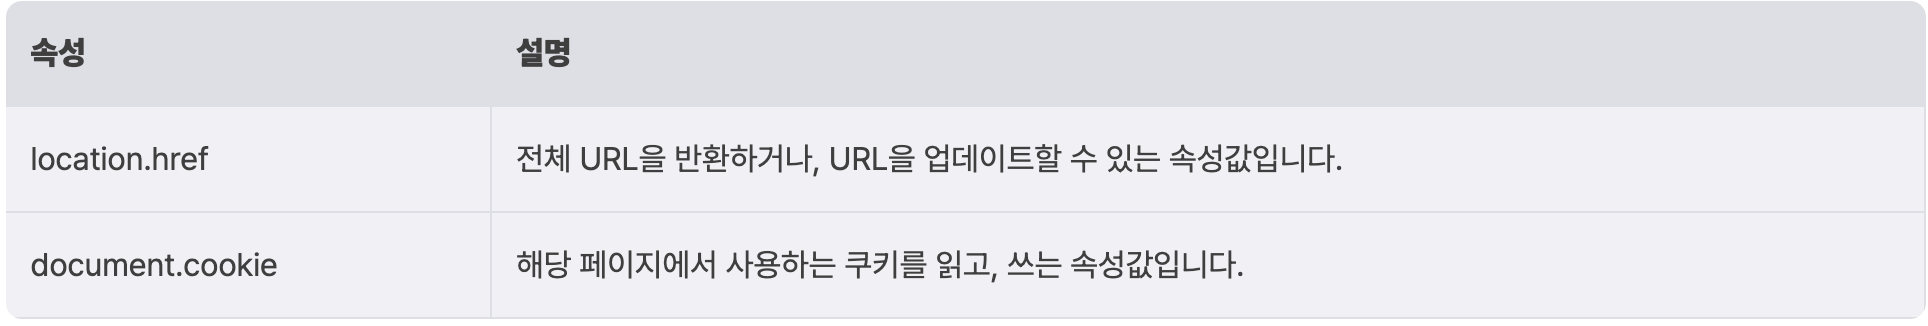 속성 설명
location.href 전체 URL을 반환하거나, URL을 업데이트할 수 있는 속성값입니다.
document.cookie 해당 페이지에서 사용하는 쿠키를 읽고, 쓰는 속성값입니다.